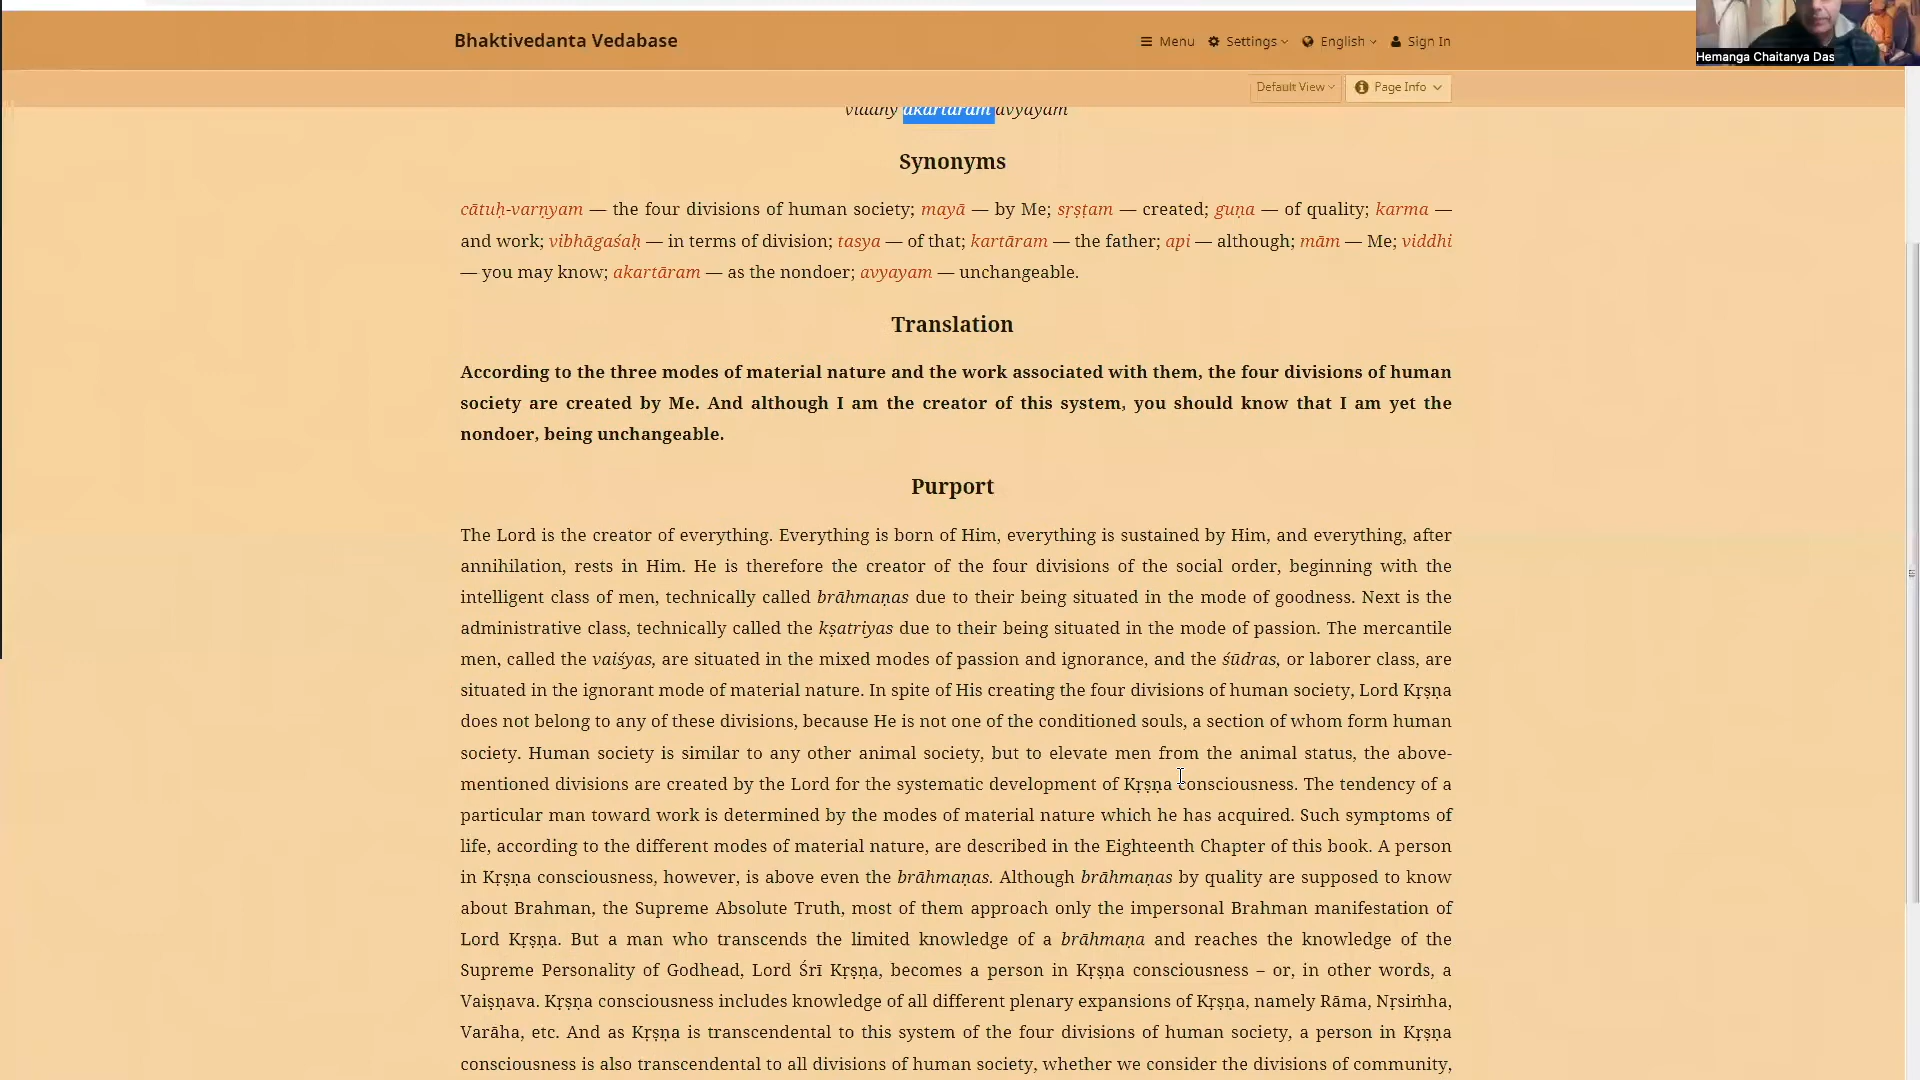 Bhaktivedanta Vedabase
Menu Settings English Sign In
Hemanga Chaitanya Das
Default View Page Info
viddhy akartāram avyayam
Synonyms
cātuḥ-varṇyam — the four divisions of human society; mayā — by Me; sṛṣṭam — created; guṇa — of quality; karma —
and work; vibhāgaśaḥ — in terms of division; tasya — of that; kartāram — the father; api — although; mām — Me; viddhi
— you may know; akartāram — as the nondoer; avyayam — unchangeable.
Translation
According to the three modes of material nature and the work associated with them, the four divisions of human
society are created by Me. And although I am the creator of this system, you should know that I am yet the
nondoer, being unchangeable.
Purport
The Lord is the creator of everything. Everything is born of Him, everything is sustained by Him, and everything, after
annihilation, rests in Him. He is therefore the creator of the four divisions of the social order, beginning with the
intelligent class of men, technically called brāhmaṇas due to their being situated in the mode of goodness. Next is the
administrative class, technically called the kṣatriyas due to their being situated in the mode of passion. The mercantile
men, called the vaiśyas, are situated in the mixed modes of passion and ignorance, and the śūdras, or laborer class, are
situated in the ignorant mode of material nature. In spite of His creating the four divisions of human society, Lord Kṛṣṇa
does not belong to any of these divisions, because He is not one of the conditioned souls, a section of whom form human
society. Human society is similar to any other animal society, but to elevate men from the animal status, the above-
mentioned divisions are created by the Lord for the systematic development of Kṛṣṇa consciousness. The tendency of a
particular man toward work is determined by the modes of material nature which he has acquired. Such symptoms of
life, according to the different modes of material nature, are described in the Eighteenth Chapter of this book. A person
in Kṛṣṇa consciousness, however, is above even the brāhmaṇas. Although brāhmaṇas by quality are supposed to know
about Brahman, the Supreme Absolute Truth, most of them approach only the impersonal Brahman manifestation of
Lord Kṛṣṇa. But a man who transcends the limited knowledge of a brāhmaṇa and reaches the knowledge of the
Supreme Personality of Godhead, Lord Śrī Kṛṣṇa, becomes a person in Kṛṣṇa consciousness – or, in other words, a
Vaiṣṇava. Kṛṣṇa consciousness includes knowledge of all different plenary expansions of Kṛṣṇa, namely Rāma, Nṛsiṁha,
Varāha, etc. And as Kṛṣṇa is transcendental to this system of the four divisions of human society, a person in Kṛṣṇa
consciousness is also transcendental to all divisions of human society, whether we consider the divisions of community,